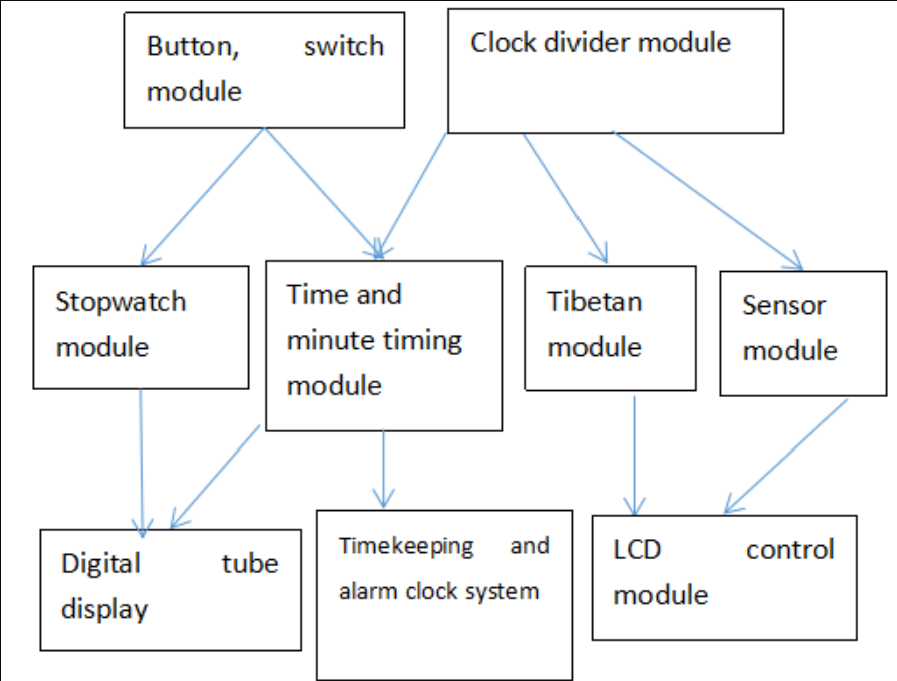 Button, switch
module
Clock divider module
Stopwatch
module
Time and
minute timing
module
Tibetan
module
Sensor
module
Digital tube
display
Timekeeping and
alarm clock system
LCD control
module